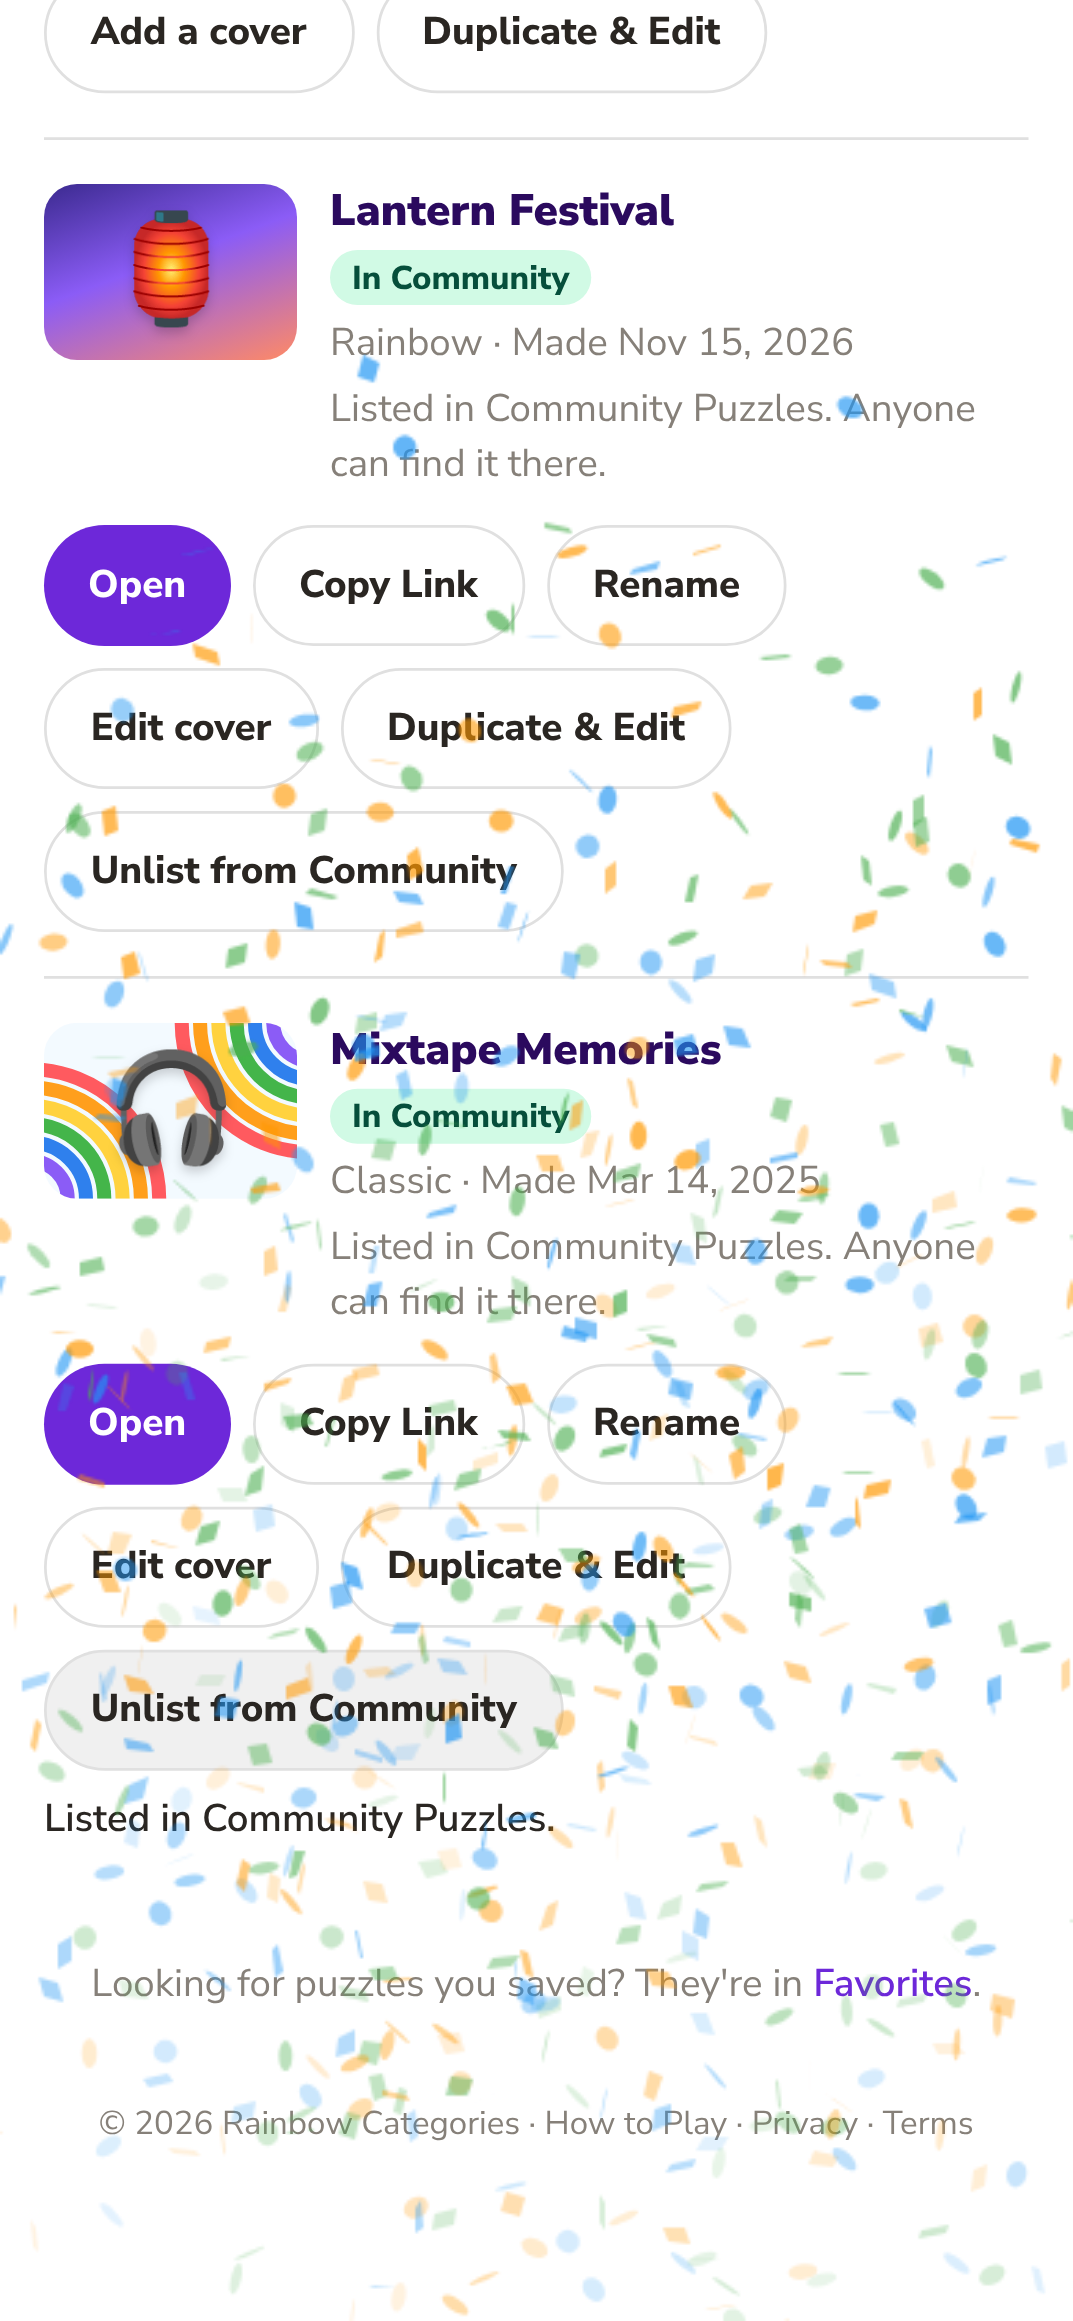 Add a cover
Duplicate & Edit
Lantern Festival
In Community
Rainbow · Made Nov 15, 2026
Listed in Community Puzzles. Anyone
can find it there.
Open
Copy Link
Rename
Edit cover
Duplicate & Edit
Unlist from Community
Mixtape Memories
In Community
Classic · Made Mar 14, 2025
Listed in Community Puzzles. Anyone
can find it there.
Open
Copy Link
Rename
Edit cover
Duplicate & Edit
Unlist from Community
Listed in Community Puzzles.
Looking for puzzles you saved? They're in Favorites.
© 2026 Rainbow Categories · How to Play · Privacy · Terms